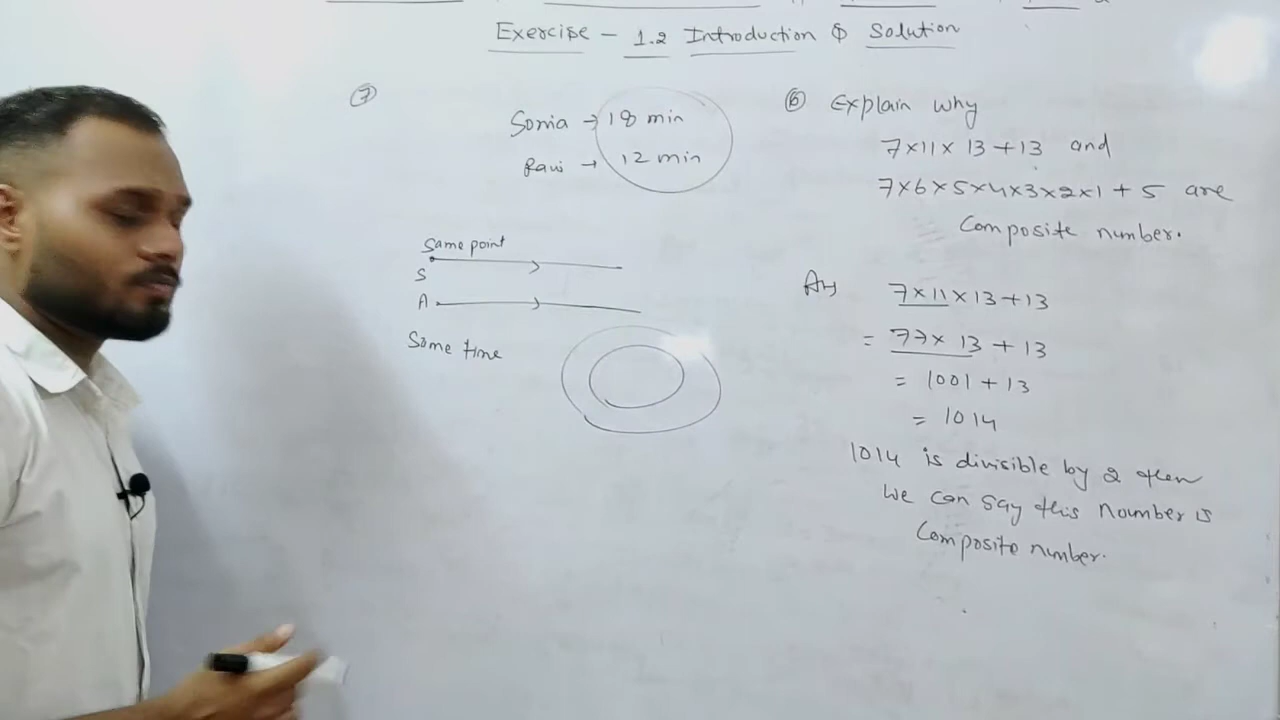 Exercise - 1.2 Introduction & Solution
⑦
Sonia → 18 min
Ravi → 12 min
Same point
S
A
Same time
⑥ Explain why
7×11×13+13 and
7×6×5×4×3×2×1 + 5 are
Composite number.
Ans 7×11×13+13
= 77×13+13
= 1001+13
= 1014
1014 is divisible by 2 then
we can say this number is
Composite number.